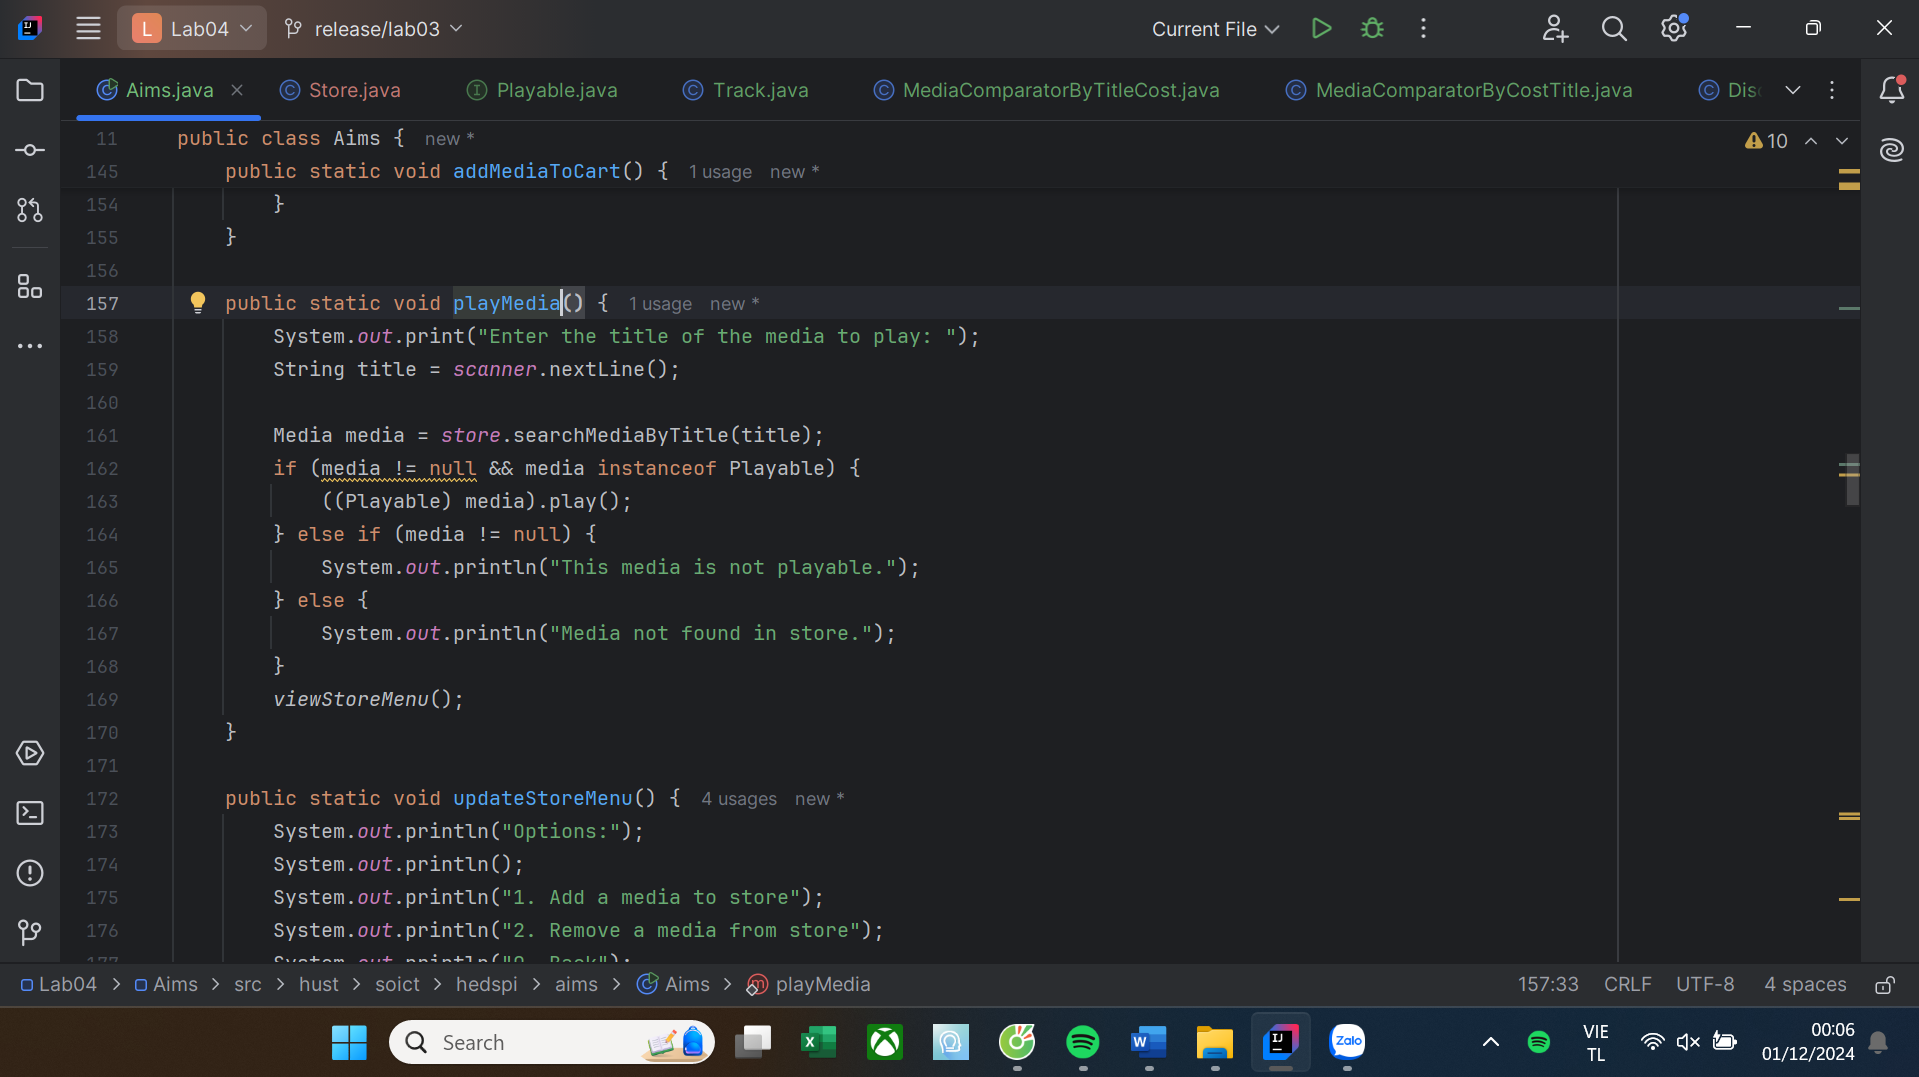 L Lab04 release/lab03 Current File
Aims.java Store.java Playable.java Track.java MediaComparatorByTitleCost.java MediaComparatorByCostTitle.java Dis
11 public class Aims { new *
10
145 public static void addMediaToCart() { 1 usage new *
154 }
155 }
156
157 public static void playMedia() { 1 usage new *
158 System.out.print("Enter the title of the media to play: ");
159 String title = scanner.nextLine();
160
161 Media media = store.searchMediaByTitle(title);
162 if (media != null && media instanceof Playable) {
163 ((Playable) media).play();
164 } else if (media != null) {
165 System.out.println("This media is not playable.");
166 } else {
167 System.out.println("Media not found in store.");
168 }
169 viewStoreMenu();
170 }
171
172 public static void updateStoreMenu() { 4 usages new *
173 System.out.println("Options:");
174 System.out.println();
175 System.out.println("1. Add a media to store");
176 System.out.println("2. Remove a media from store");
177 System.out.println("0. Back");
Lab04 > Aims > src > hust > soict > hedspi > aims > Aims > playMedia 157:33 CRLF UTF-8 4 spaces
Search
Zalo
VIE
TL
00:06
01/12/2024